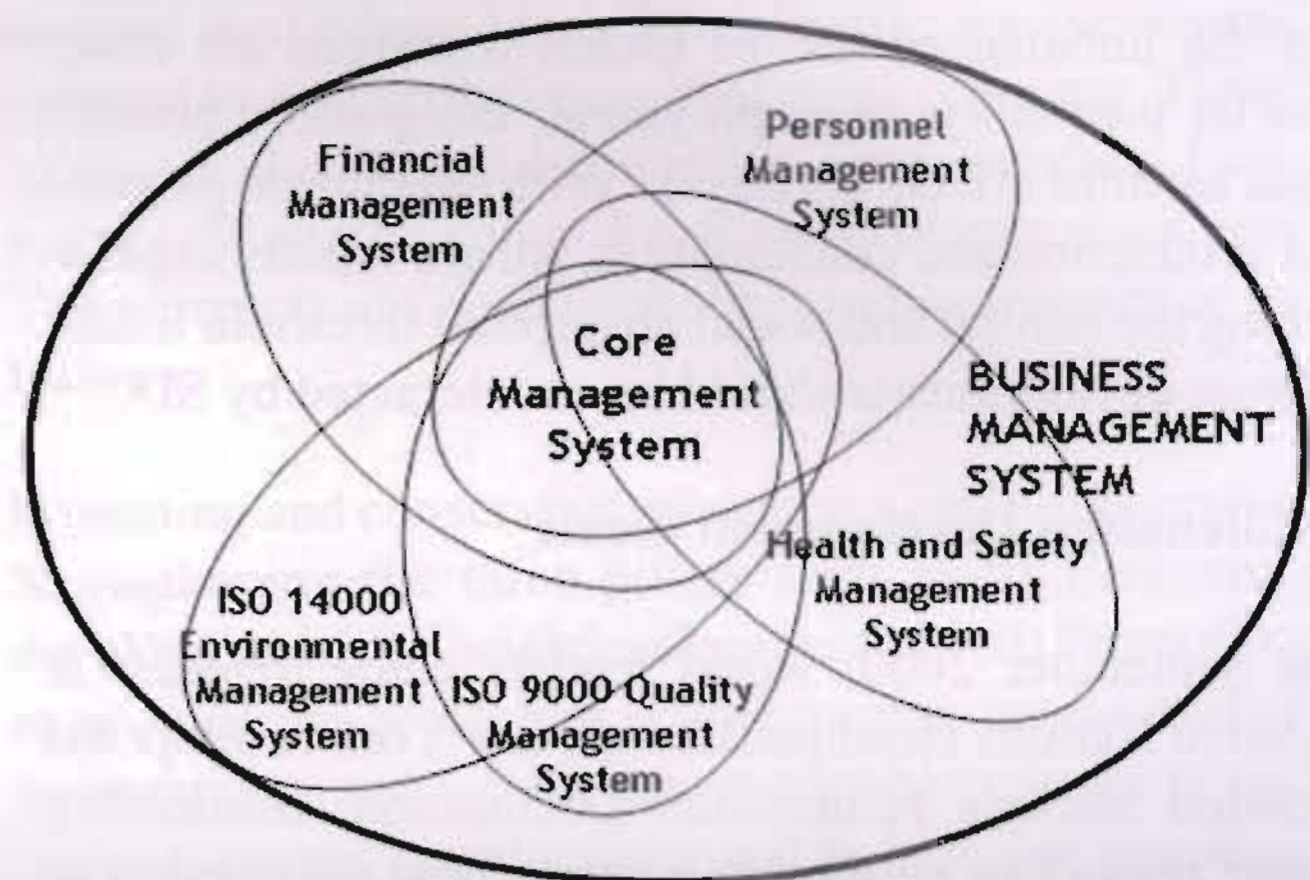 Financial
Management
System
Personnel
Management
System
Core
Management
System
BUSINESS
MANAGEMENT
SYSTEM
Health and Safety
Management
System
ISO 14000
Environmental
Management
System
ISO 9000 Quality
Management
System